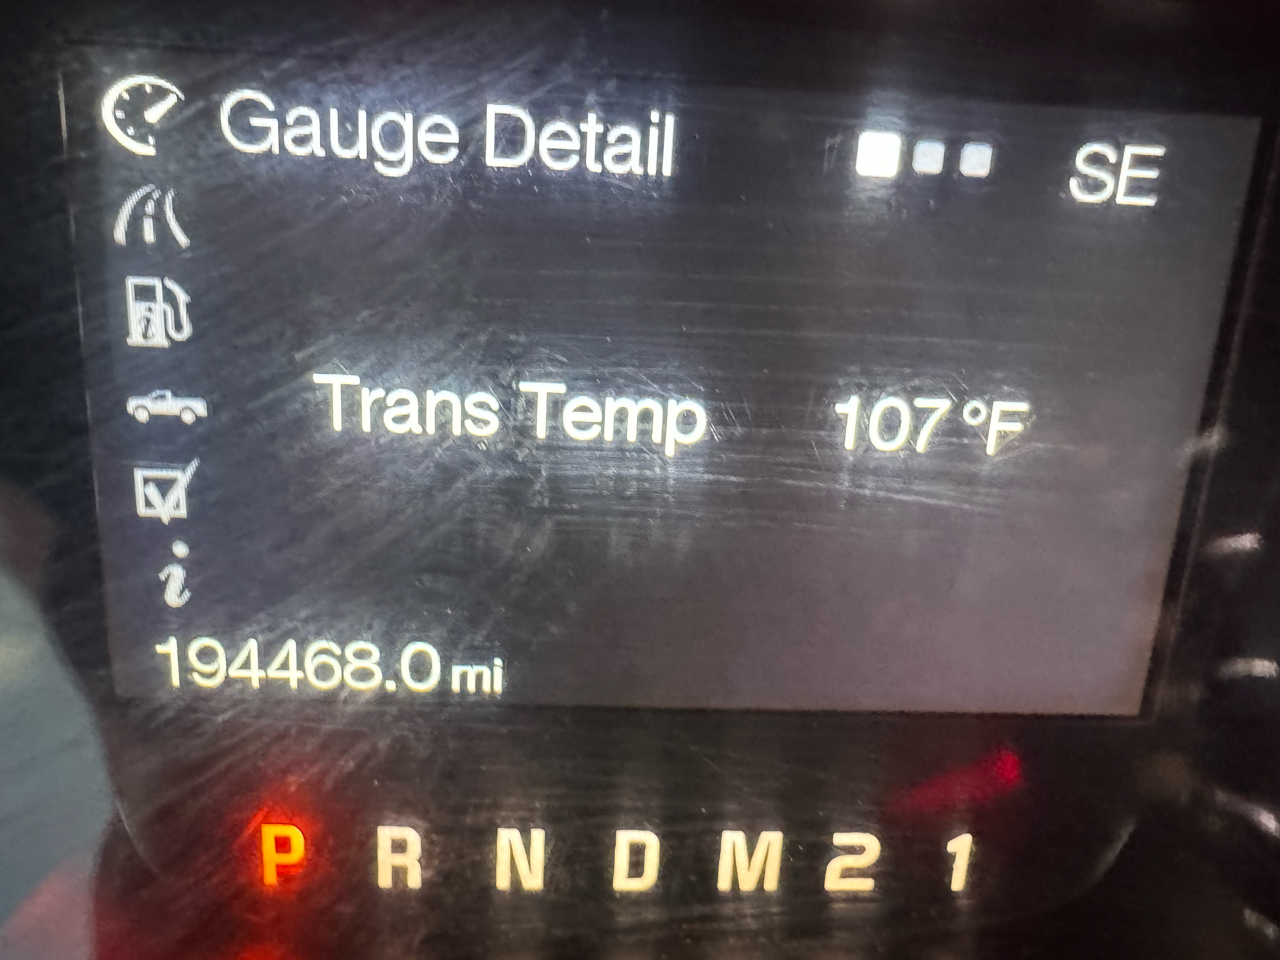 Gauge Detail SE
Trans Temp 107 °F
194468.0 mi
P R N D M 2 1